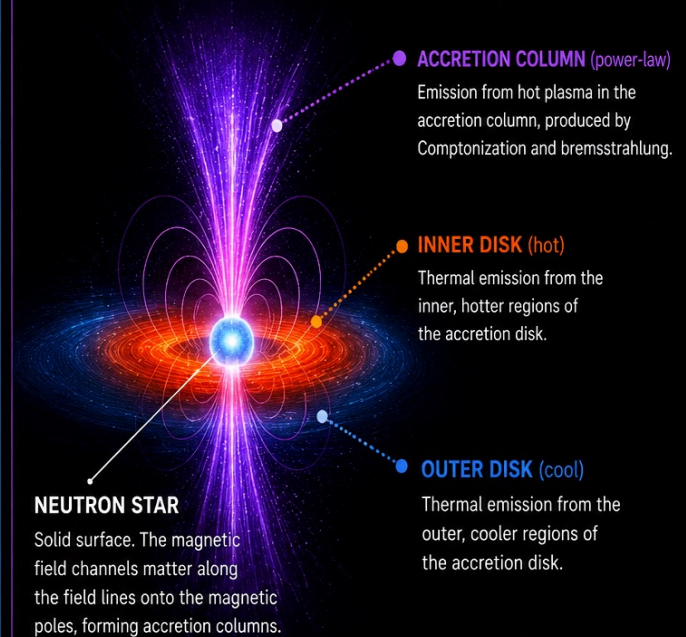 ACCRETION COLUMN (power-law)
Emission from hot plasma in the
accretion column, produced by
Comptonization and bremsstrahlung.
INNER DISK (hot)
Thermal emission from the
inner, hotter regions of
the accretion disk.
OUTER DISK (cool)
Thermal emission from the
outer, cooler regions of
the accretion disk.
NEUTRON STAR
Solid surface. The magnetic
field channels matter along
the field lines onto the magnetic
poles, forming accretion columns.